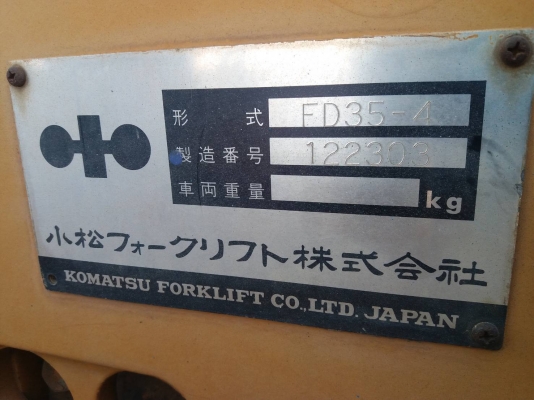 形式 FD35-4
製造番号 122303
車両重量 kg
小松フォークリフト株式会社
KOMATSU FORKLIFT CO.,LTD. JAPAN